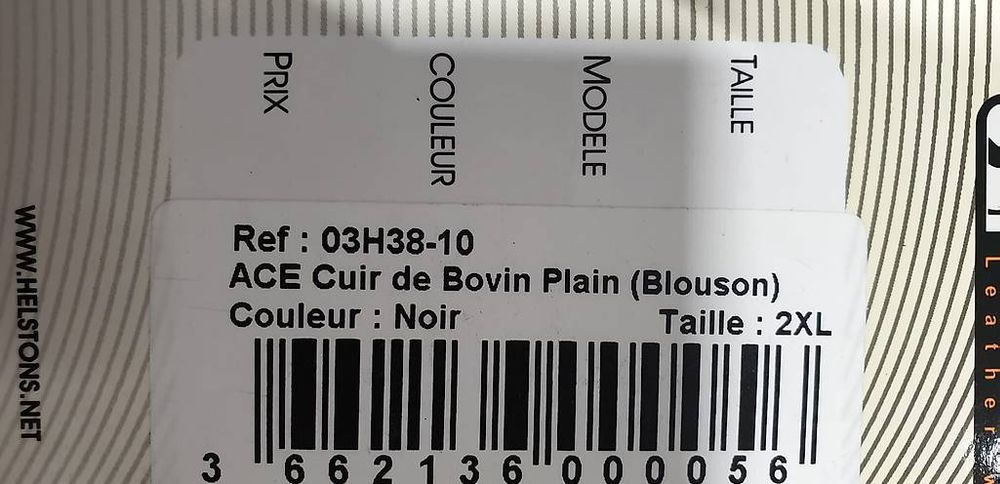 PRIX
COULEUR
MODELE
TAILLE
WWW.HELSTONS.NET
Ref : 03H38-10
ACE Cuir de Bovin Plain (Blouson)
Couleur : Noir
Taille : 2XL
3 662136 000056
Leather